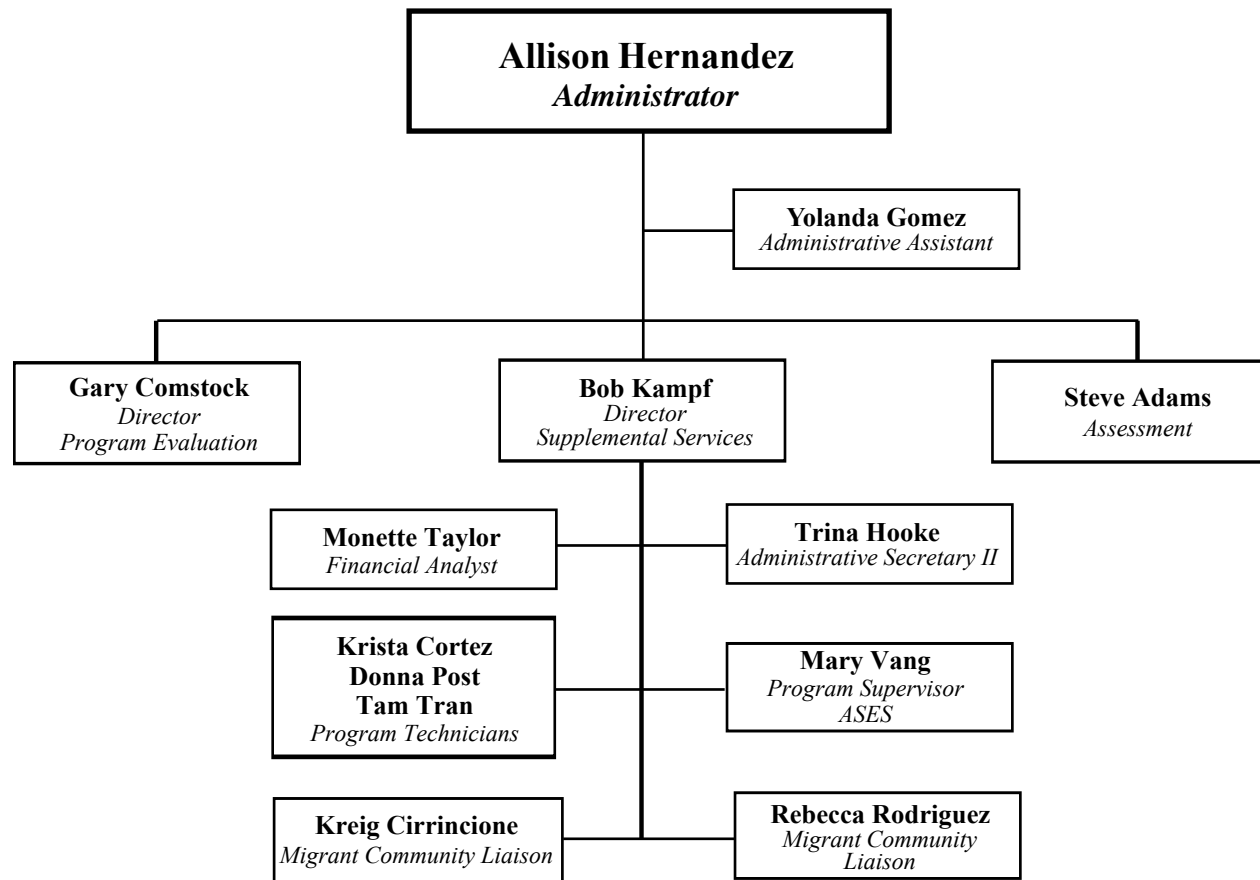 Allison Hernandez
Administrator
Yolanda Gomez
Administrative Assistant
Gary Comstock
Director
Program Evaluation
Bob Kampf
Director
Supplemental Services
Steve Adams
Assessment
Monette Taylor
Financial Analyst
Trina Hooke
Administrative Secretary II
Krista Cortez
Donna Post
Tam Tran
Program Technicians
Mary Vang
Program Supervisor
ASES
Kreig Cirrincione
Migrant Community Liaison
Rebecca Rodriguez
Migrant Community
Liaison